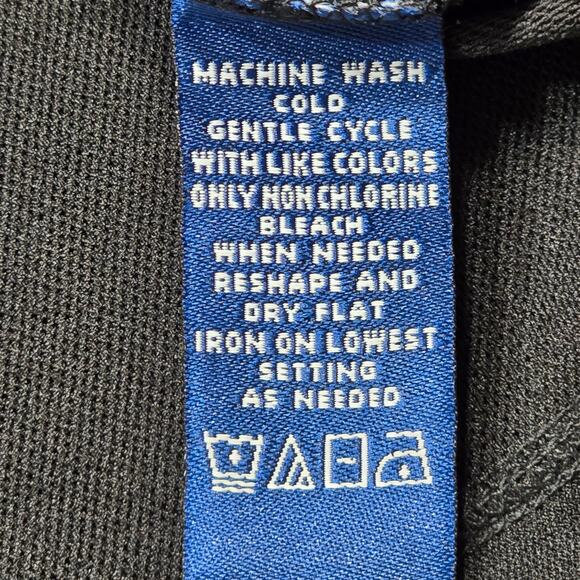 MACHINE WASH
COLD
GENTLE CYCLE
WITH LIKE COLORS
ONLY NON CHLORINE
BLEACH
WHEN NEEDED
RESHAPE AND
DRY FLAT
IRON ON LOWEST
SETTING
AS NEEDED